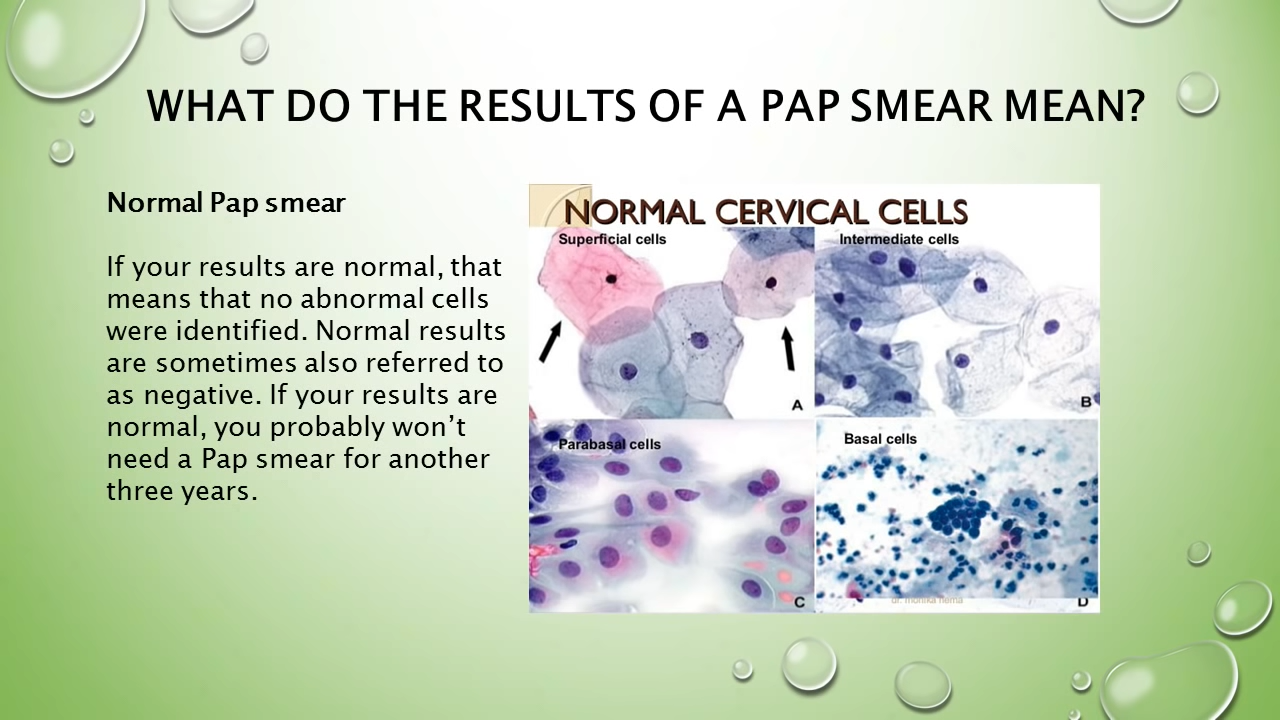 WHAT DO THE RESULTS OF A PAP SMEAR MEAN?
Normal Pap smear
If your results are normal, that
means that no abnormal cells
were identified. Normal results
are sometimes also referred to
as negative. If your results are
normal, you probably won’t
need a Pap smear for another
three years.
NORMAL CERVICAL CELLS
Superficial cells
Intermediate cells
A
B
Parabasal cells
Basal cells
C
dr. monika nema
D